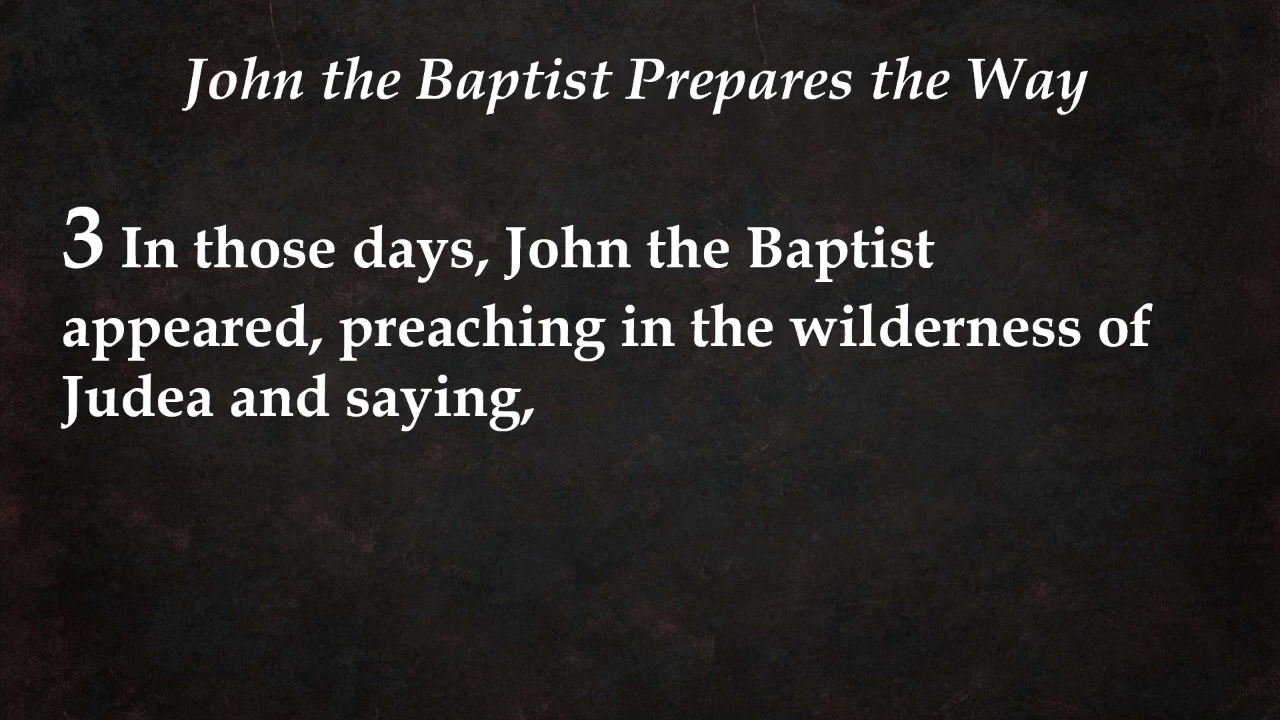 John the Baptist Prepares the Way
3 In those days, John the Baptist
appeared, preaching in the wilderness of
Judea and saying,